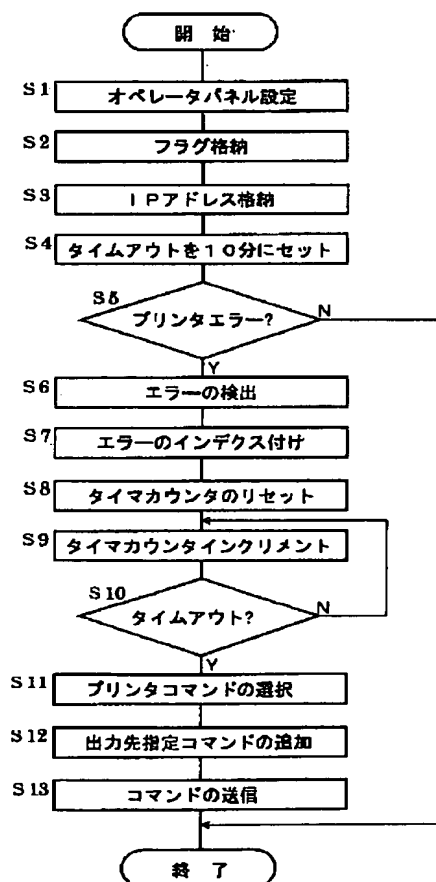 開 始
S1 オペレータパネル設定
S2 フラグ格納
S3 IPアドレス格納
S4 タイムアウトを10分にセット
S5 プリンタエラー? N
Y
S6 エラーの検出
S7 エラーのインデクス付け
S8 タイマカウンタのリセット
S9 タイマカウンタインクリメント
S10 タイムアウト? N
Y
S11 プリンタコマンドの選択
S12 出力先指定コマンドの追加
S13 コマンドの送信
終 了